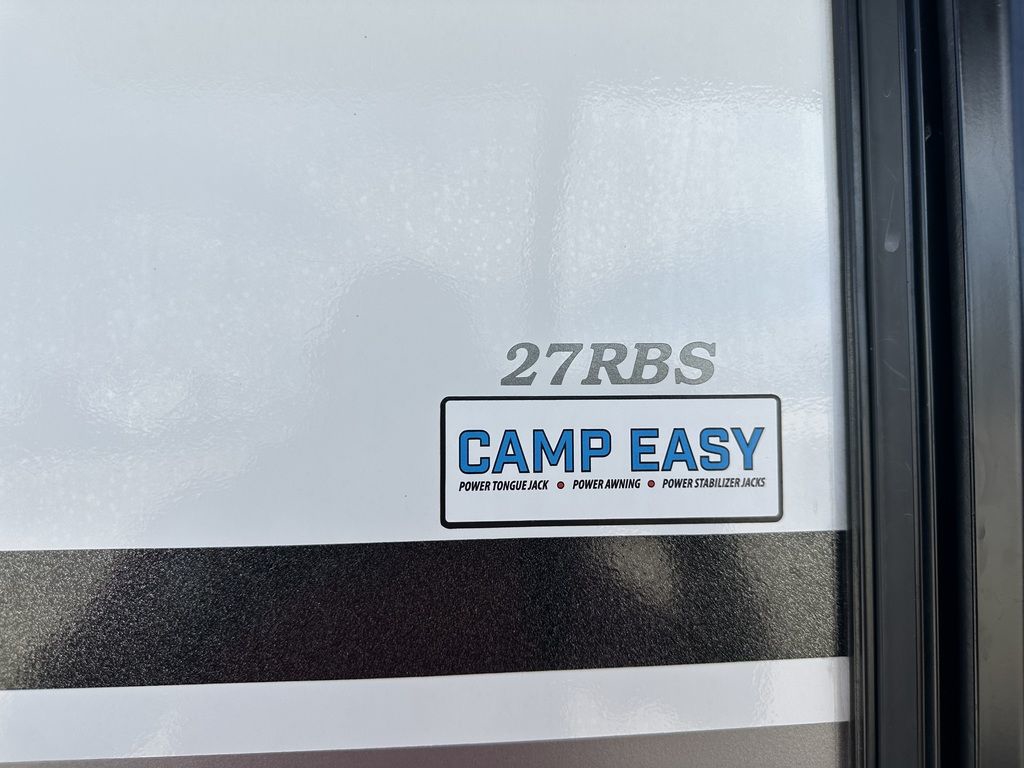 27RBS
CAMP EASY
POWER TONGUE JACK • POWER AWNING • POWER STABILIZER JACKS